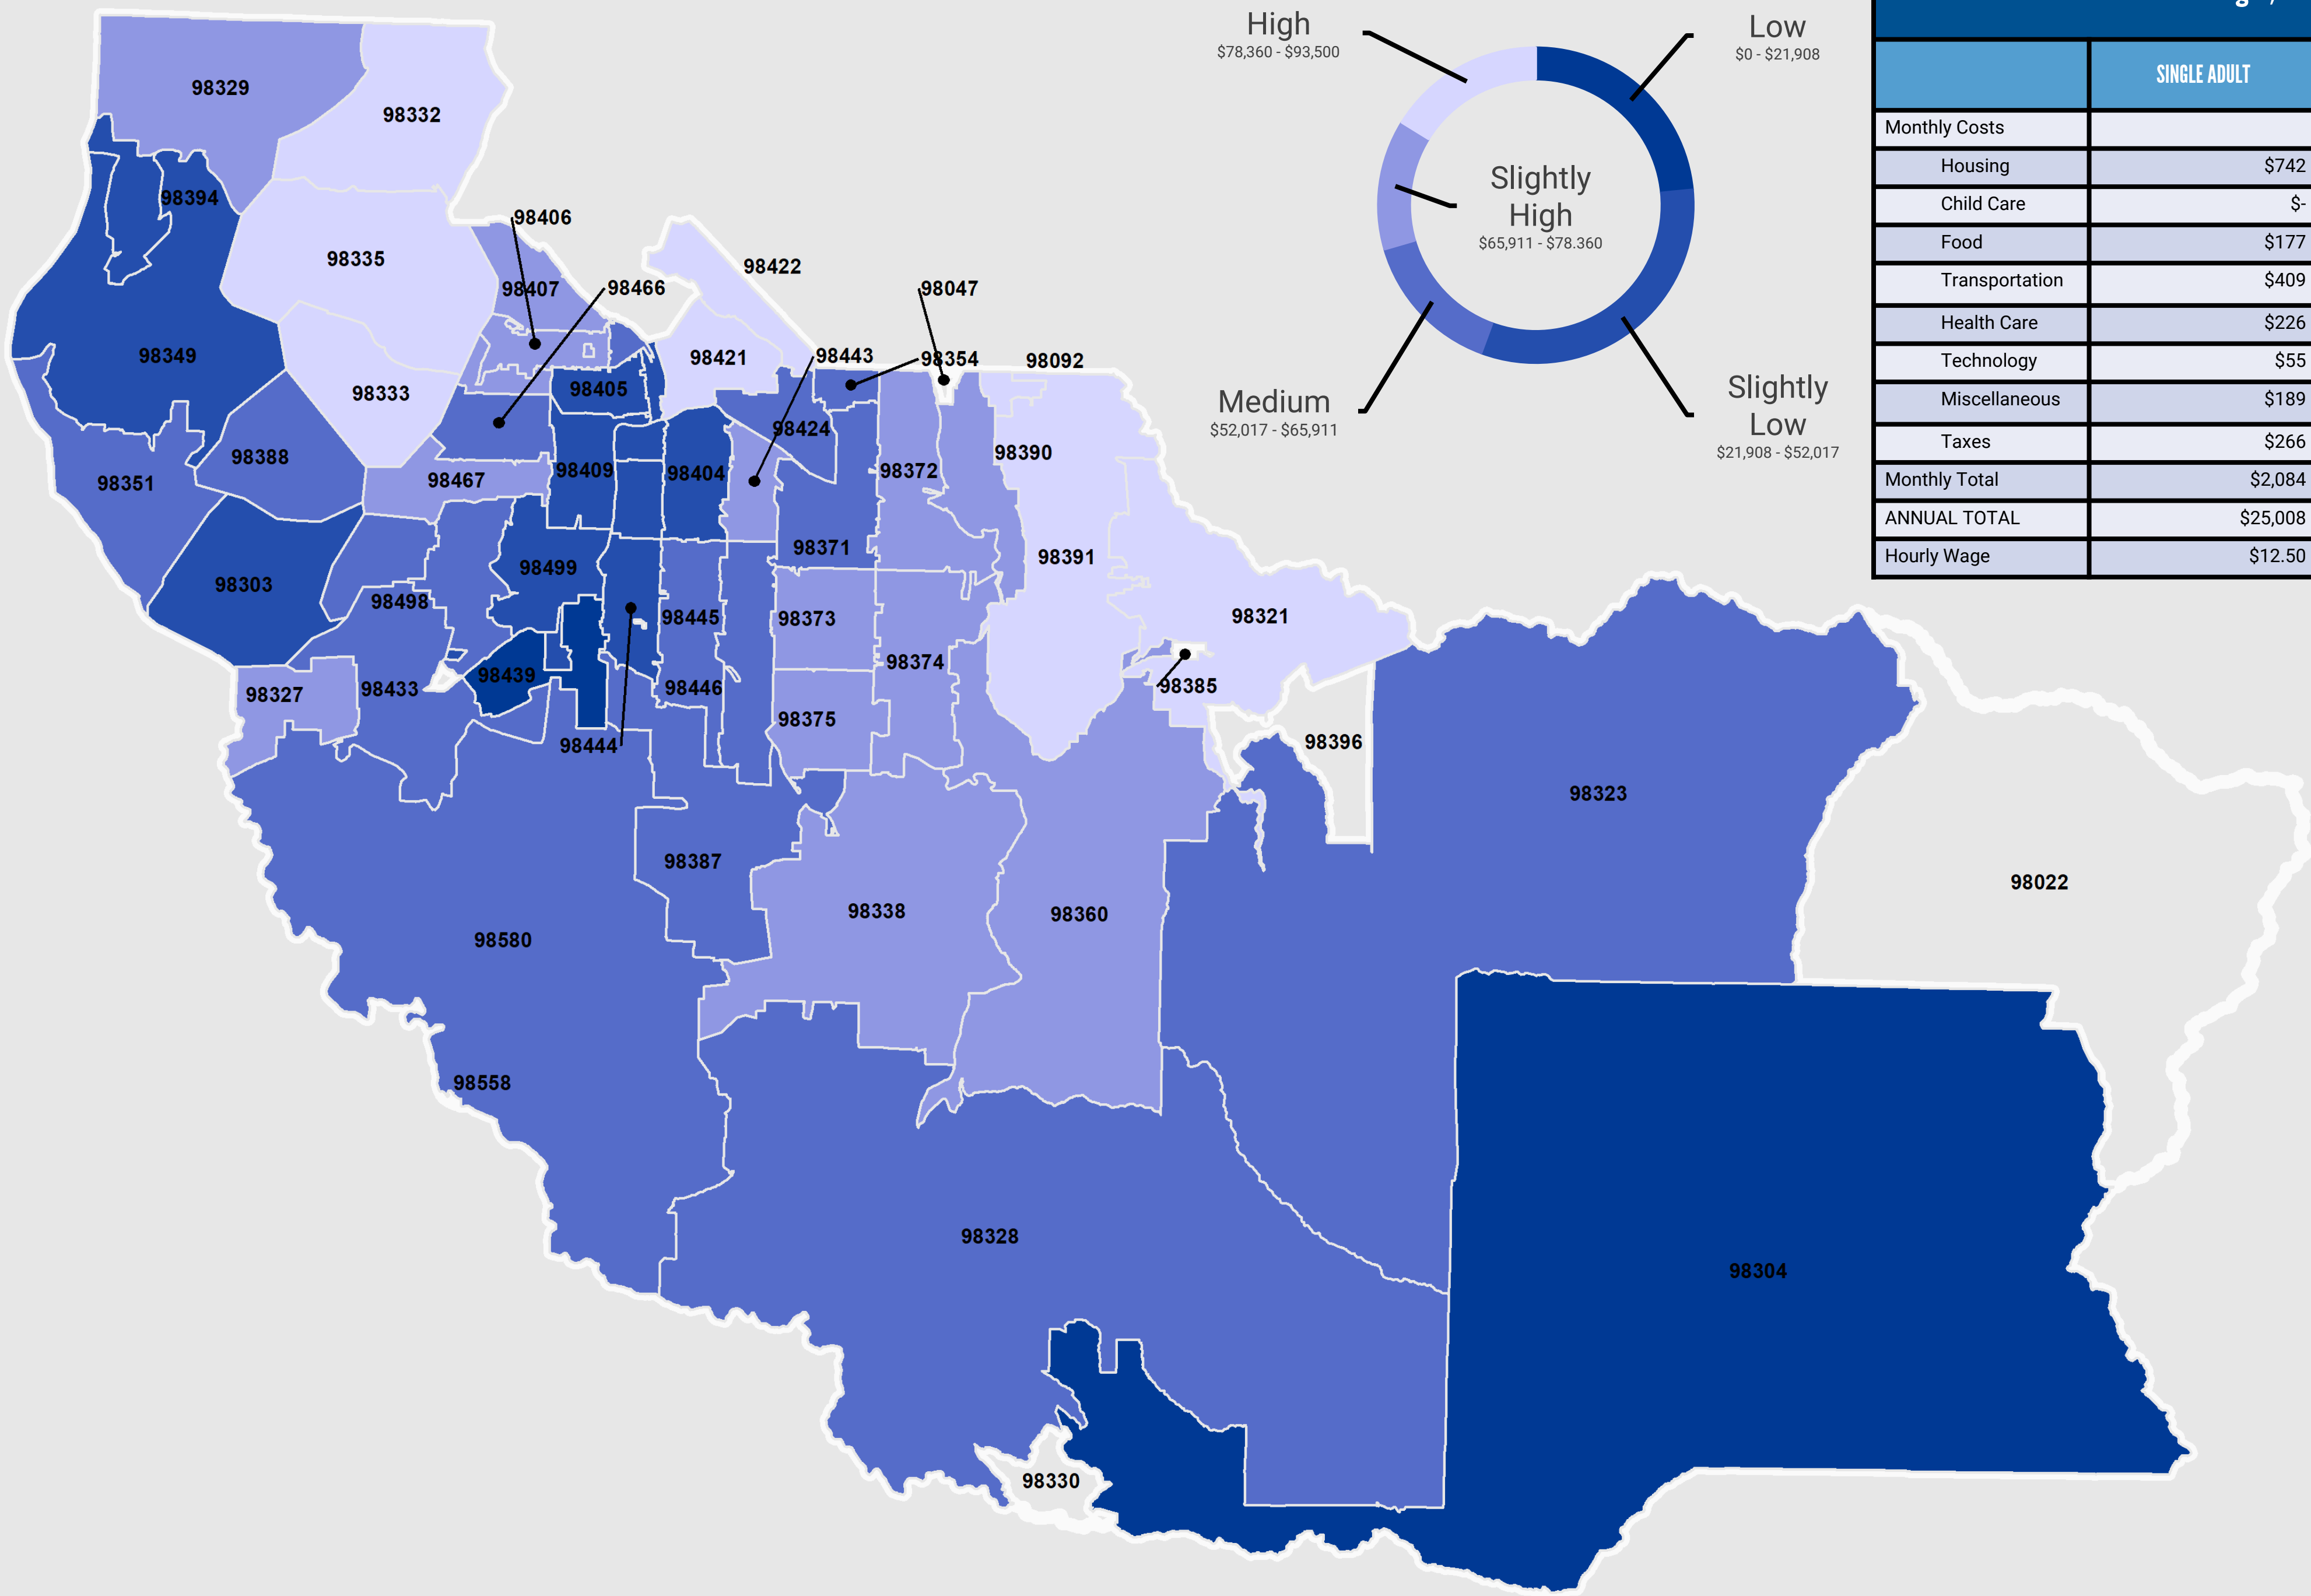 High
$78,360 - $93,500
Low
$0 - $21,908
Slightly
High
$65,911 - $78.360
Medium
$52,017 - $65,911
Slightly
Low
$21,908 - $52,017
SINGLE ADULT
Monthly Costs
Housing $742
Child Care $-
Food $177
Transportation $409
Health Care $226
Technology $55
Miscellaneous $189
Taxes $266
Monthly Total $2,084
ANNUAL TOTAL $25,008
Hourly Wage $12.50
98329
98332
98394
98406
98335
98422
98407
98466
98047
98349
98421
98443
98354
98092
98333
98405
98424
98388
98390
98351
98467
98409
98404
98372
98371
98391
98303
98499
98498
98445
98373
98321
98374
98327
98433
98439
98446
98385
98375
98444
98396
98323
98387
98022
98338
98360
98580
98558
98328
98304
98330